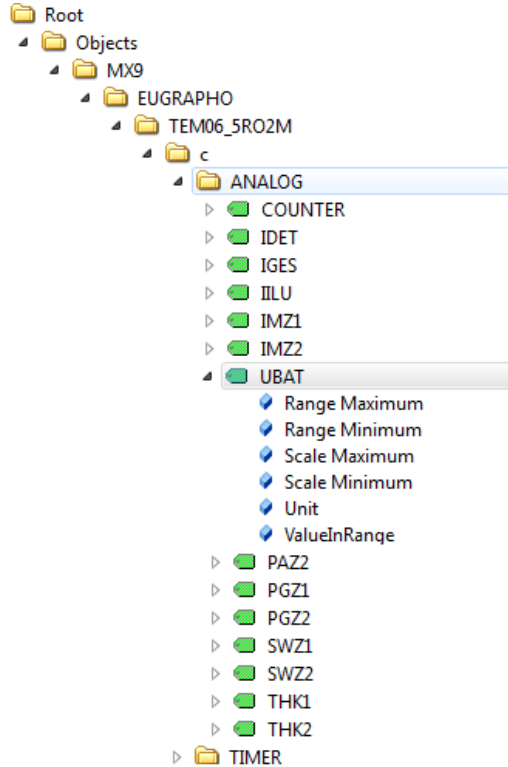 Root
Objects
MX9
EUGRAPHO
TEM06_5RO2M
c
ANALOG
COUNTER
IDET
IGES
IILU
IMZ1
IMZ2
UBAT
Range Maximum
Range Minimum
Scale Maximum
Scale Minimum
Unit
ValueInRange
PAZ2
PGZ1
PGZ2
SWZ1
SWZ2
THK1
THK2
TIMER